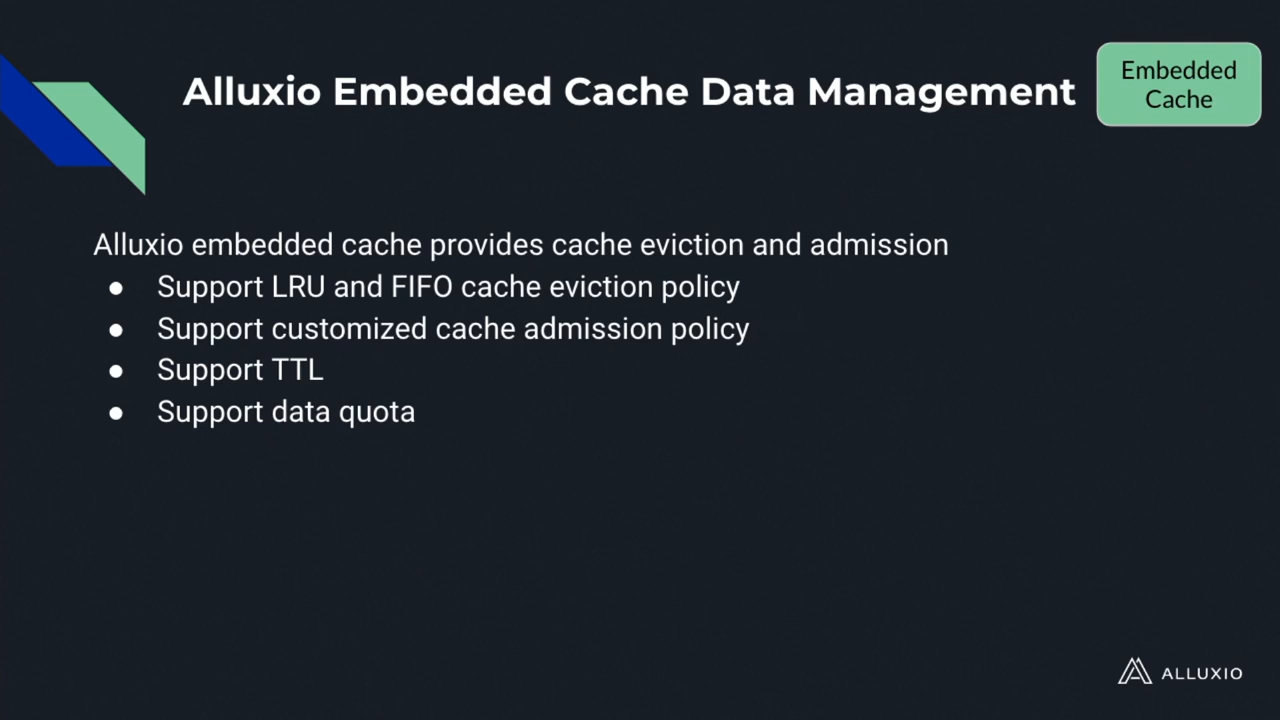 Alluxio Embedded Cache Data Management
Embedded
Cache
Alluxio embedded cache provides cache eviction and admission
● Support LRU and FIFO cache eviction policy
● Support customized cache admission policy
● Support TTL
● Support data quota
ALLUXIO